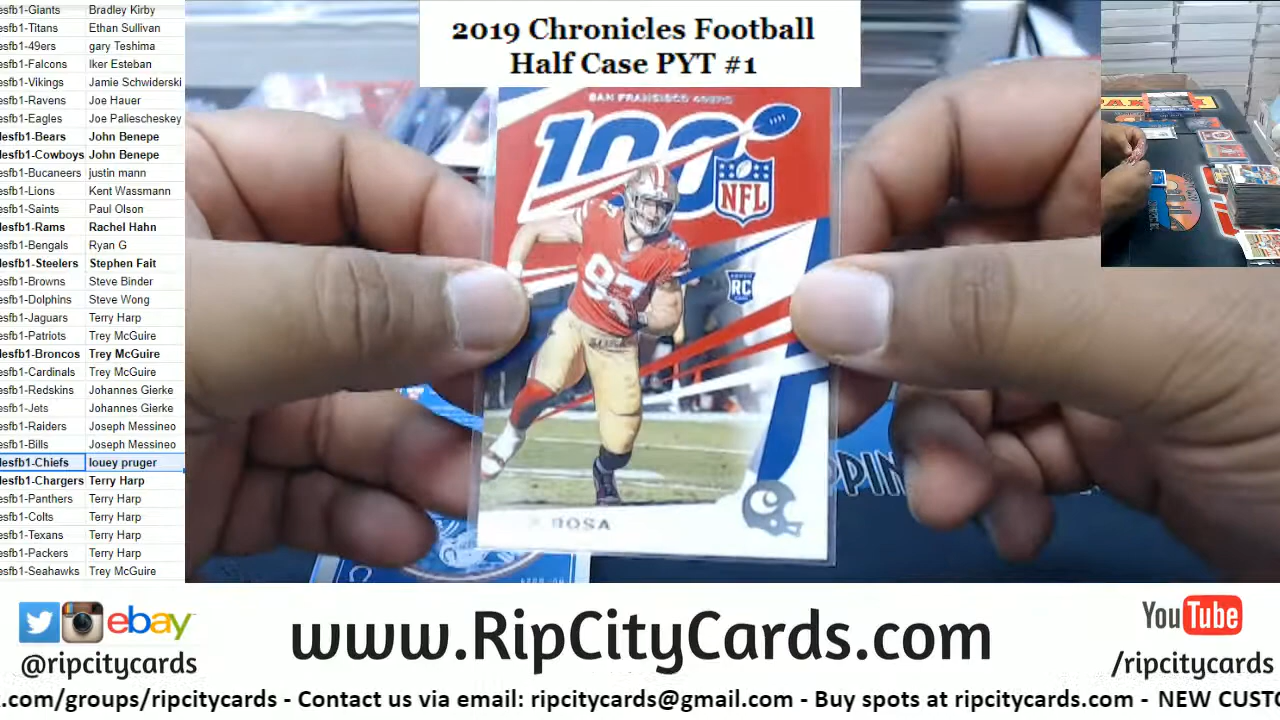 esfb1-Giants Bradley Kirby
esfb1-Titans Ethan Sullivan
esfb1-49ers gary Teshima
esfb1-Falcons Iker Esteban
esfb1-Vikings Jamie Schwiderski
esfb1-Ravens Joe Hauer
esfb1-Eagles Joe Palliescheskey
lesfb1-Bears John Benepe
lesfb1-Cowboys John Benepe
esfb1-Bucaneers justin mann
esfb1-Lions Kent Wassmann
esfb1-Saints Paul Olson
lesfb1-Rams Rachel Hahn
esfb1-Bengals Ryan G
lesfb1-Steelers Stephen Fait
esfb1-Browns Steve Binder
esfb1-Dolphins Steve Wong
esfb1-Jaguars Terry Harp
esfb1-Patriots Trey McGuire
lesfb1-Broncos Trey McGuire
esfb1-Cardinals Trey McGuire
esfb1-Redskins Johannes Gierke
esfb1-Jets Johannes Gierke
esfb1-Raiders Joseph Messineo
esfb1-Bills Joseph Messineo
lesfb1-Chiefs louey pruger
lesfb1-Chargers Terry Harp
esfb1-Panthers Terry Harp
esfb1-Colts Terry Harp
esfb1-Texans Terry Harp
esfb1-Packers Terry Harp
esfb1-Seahawks Trey McGuire
2019 Chronicles Football
Half Case PYT #1
SAN FRANCISCO 49ERS
100
NFL
97
RC
BOSA
PPIN
ebay
@ripcitycards
www.RipCityCards.com
YouTube
/ripcitycards
.com/groups/ripcitycards - Contact us via email: ripcitycards@gmail.com - Buy spots at ripcitycards.com - NEW CUSTO